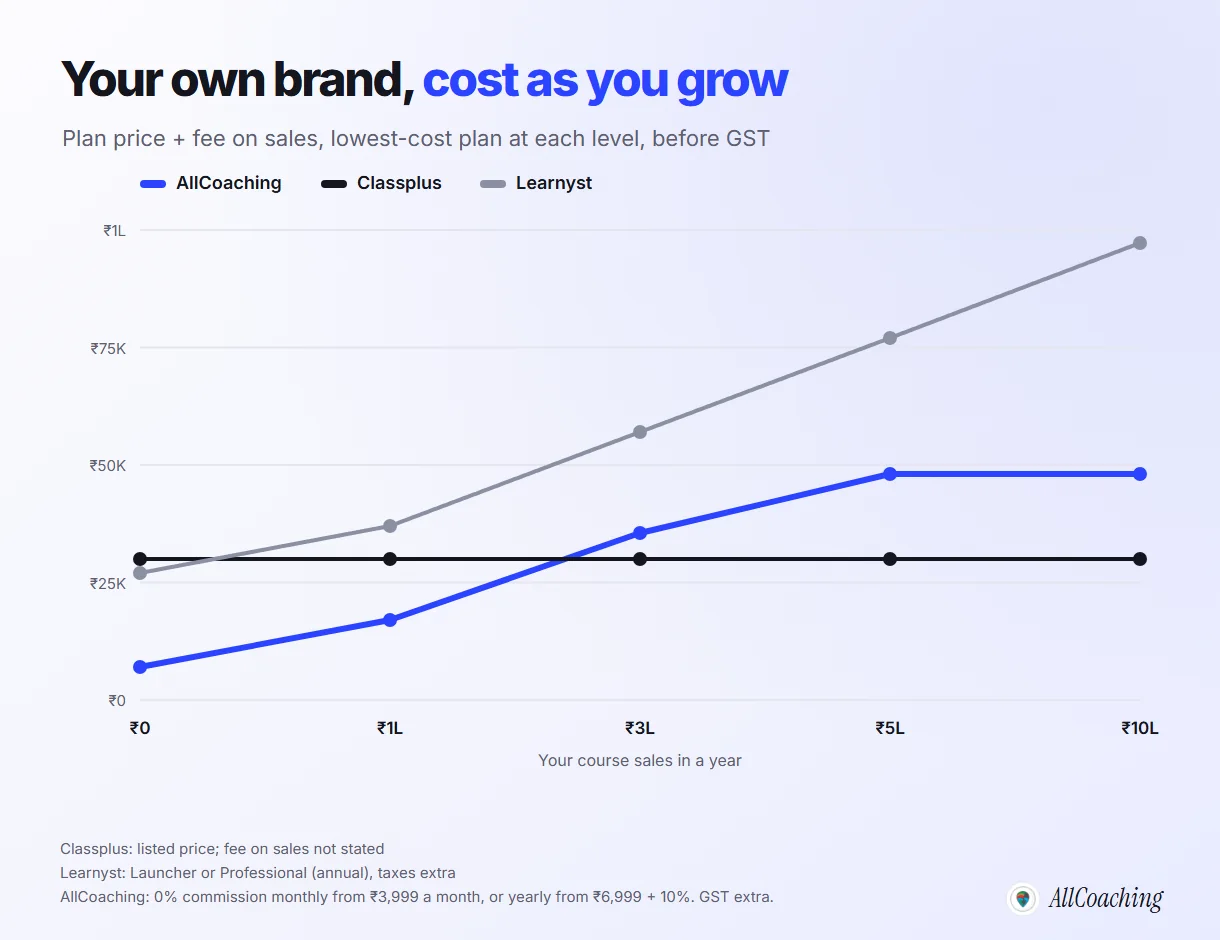 Your own brand, cost as you grow
Plan price + fee on sales, lowest-cost plan at each level, before GST
AllCoaching Classplus Learnyst
₹1L
₹75K
₹50K
₹25K
₹0
₹0 ₹1L ₹3L ₹5L ₹10L
Your course sales in a year
Classplus: listed price; fee on sales not stated
Learnyst: Launcher or Professional (annual), taxes extra
AllCoaching: 0% commission monthly from ₹3,999 a month, or yearly from ₹6,999 + 10%. GST extra.
AllCoaching